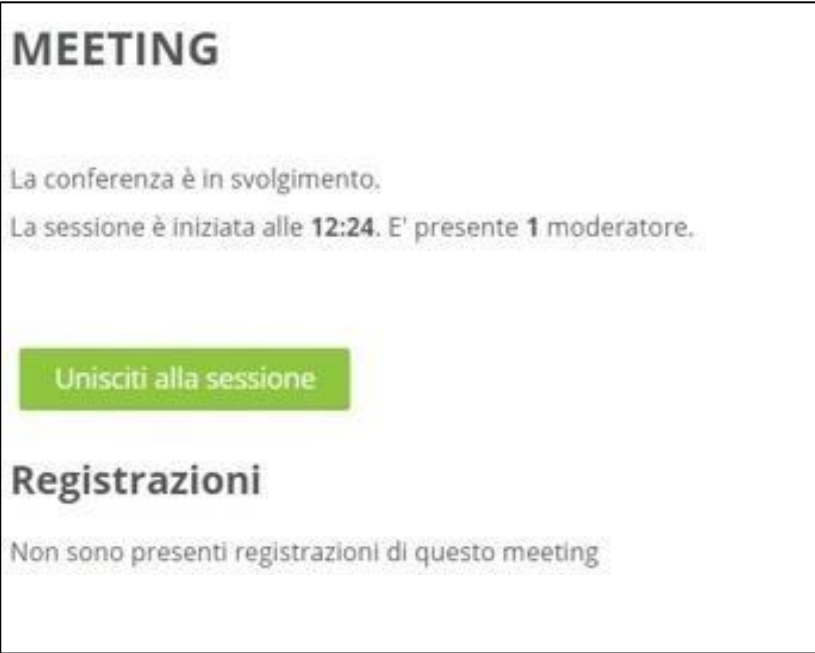 MEETING
La conferenza è in svolgimento.
La sessione è iniziata alle 12:24. E' presente 1 moderatore.
Unisciti alla sessione
Registrazioni
Non sono presenti registrazioni di questo meeting